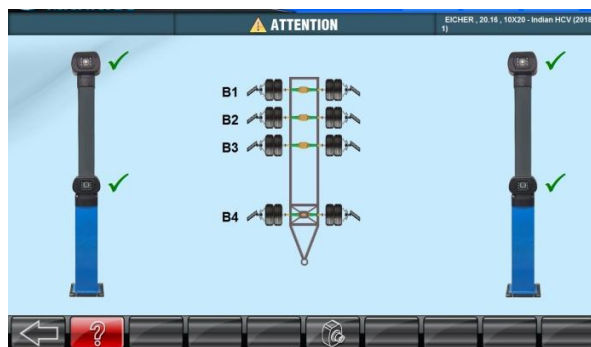 ATTENTION
EICHER , 20.16 , 10X20 - Indian HCV (2018
1)
B1
B2
B3
B4
?